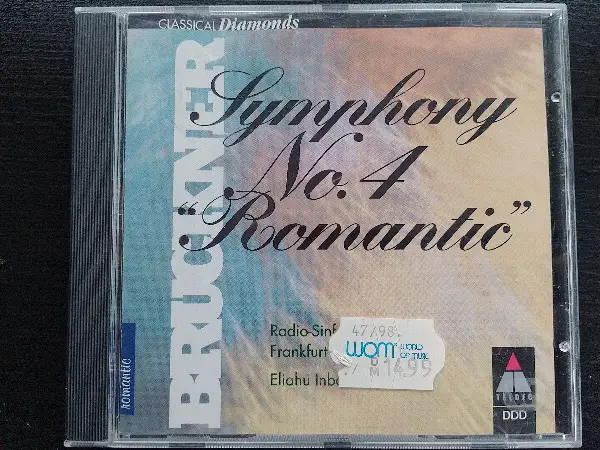 CLASSICAL Diamonds
BRUCKNER
Symphony
No. 4
"Romantic"
Radio-Sinf
Frankfurt
Eliahu Inba
47/98
WOM WORLD OF MUSIC
DM 14.99
romantic
TELDEC
DDD